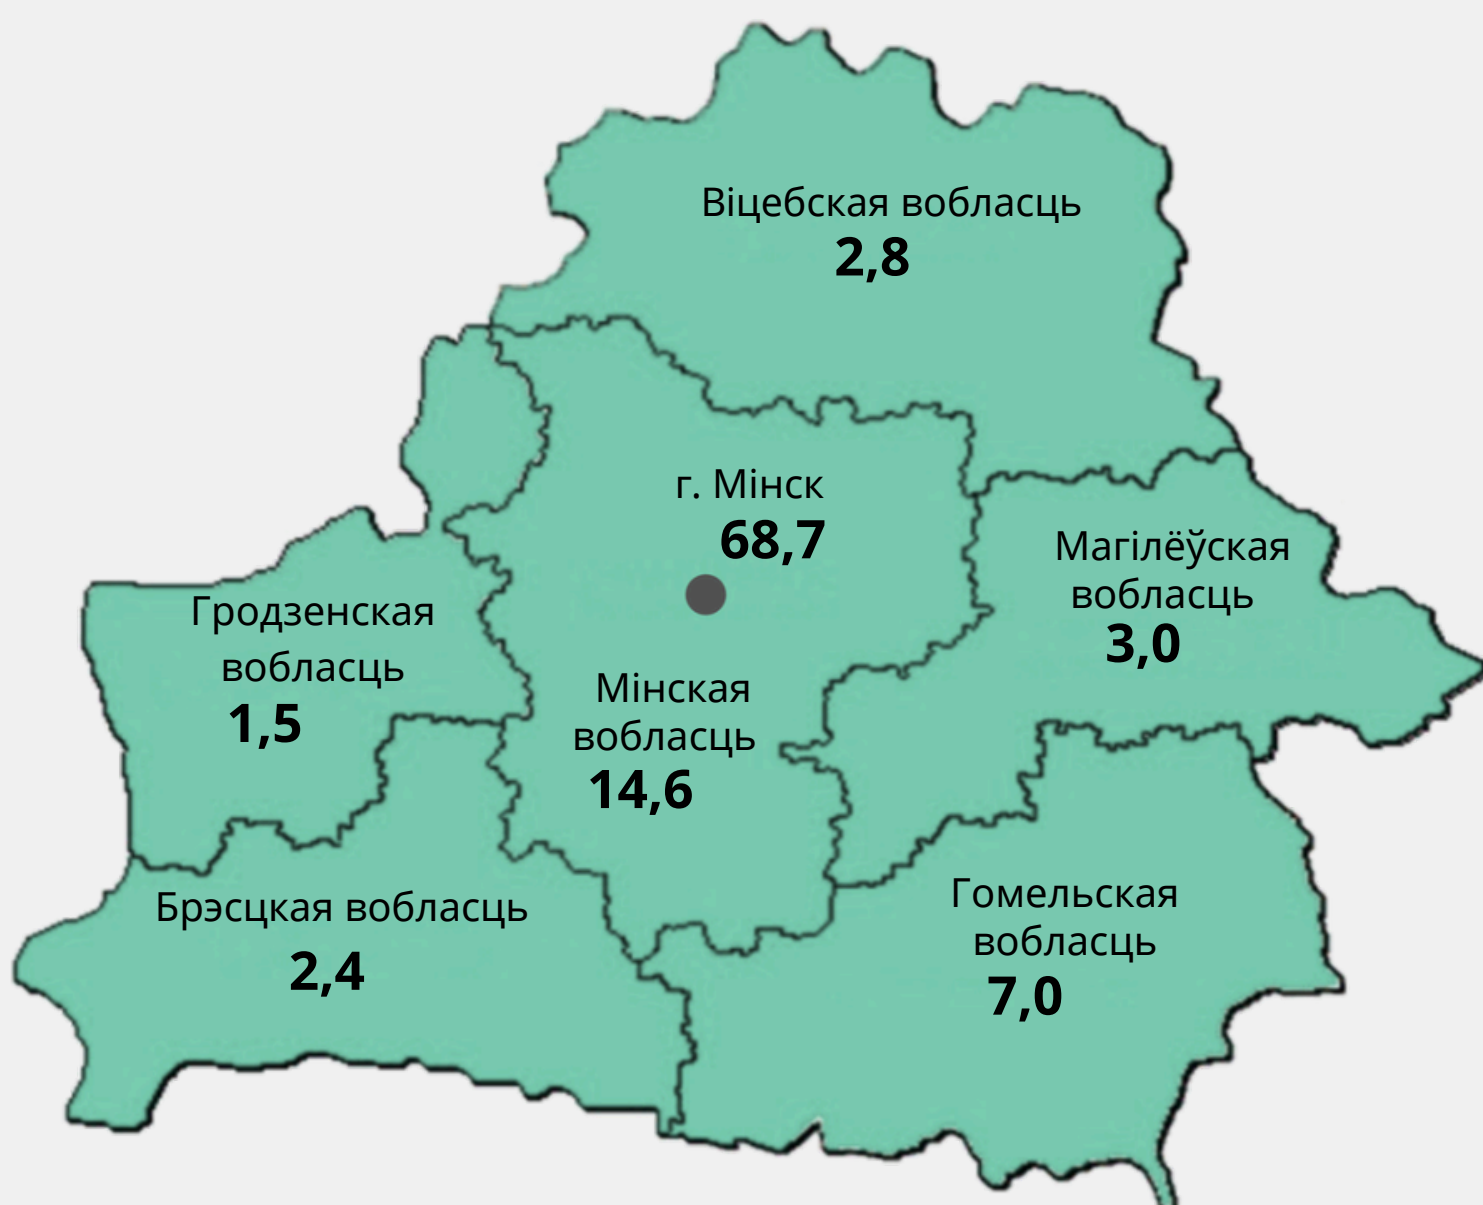 Віцебская вобласць
2,8
г. Мінск
68,7
Магілёўская
вобласць
3,0
Гродзенская
вобласць
1,5
Мінская
вобласць
14,6
Брэсцкая вобласць
2,4
Гомельская
вобласць
7,0